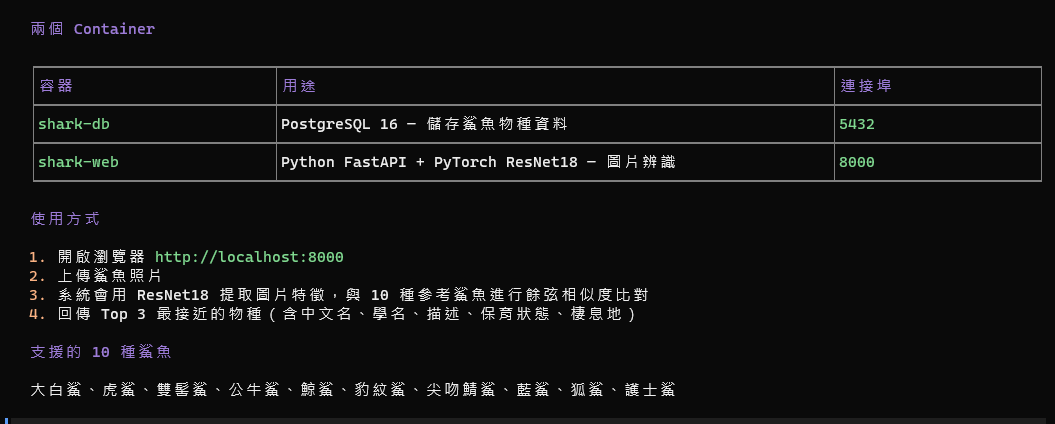 兩個 Container
容器 用途 連接埠
shark-db PostgreSQL 16 — 儲存鯊魚物種資料 5432
shark-web Python FastAPI + PyTorch ResNet18 — 圖片辨識 8000
使用方式
1. 開啟瀏覽器 http://localhost:8000
2. 上傳鯊魚照片
3. 系統會用 ResNet18 提取圖片特徵，與 10 種參考鯊魚進行餘弦相似度比對
4. 回傳 Top 3 最接近的物種（含中文名、學名、描述、保育狀態、棲息地）
支援的 10 種鯊魚
大白鯊、虎鯊、雙髻鯊、公牛鯊、鯨鯊、豹紋鯊、尖吻鯖鯊、藍鯊、狐鯊、護士鯊